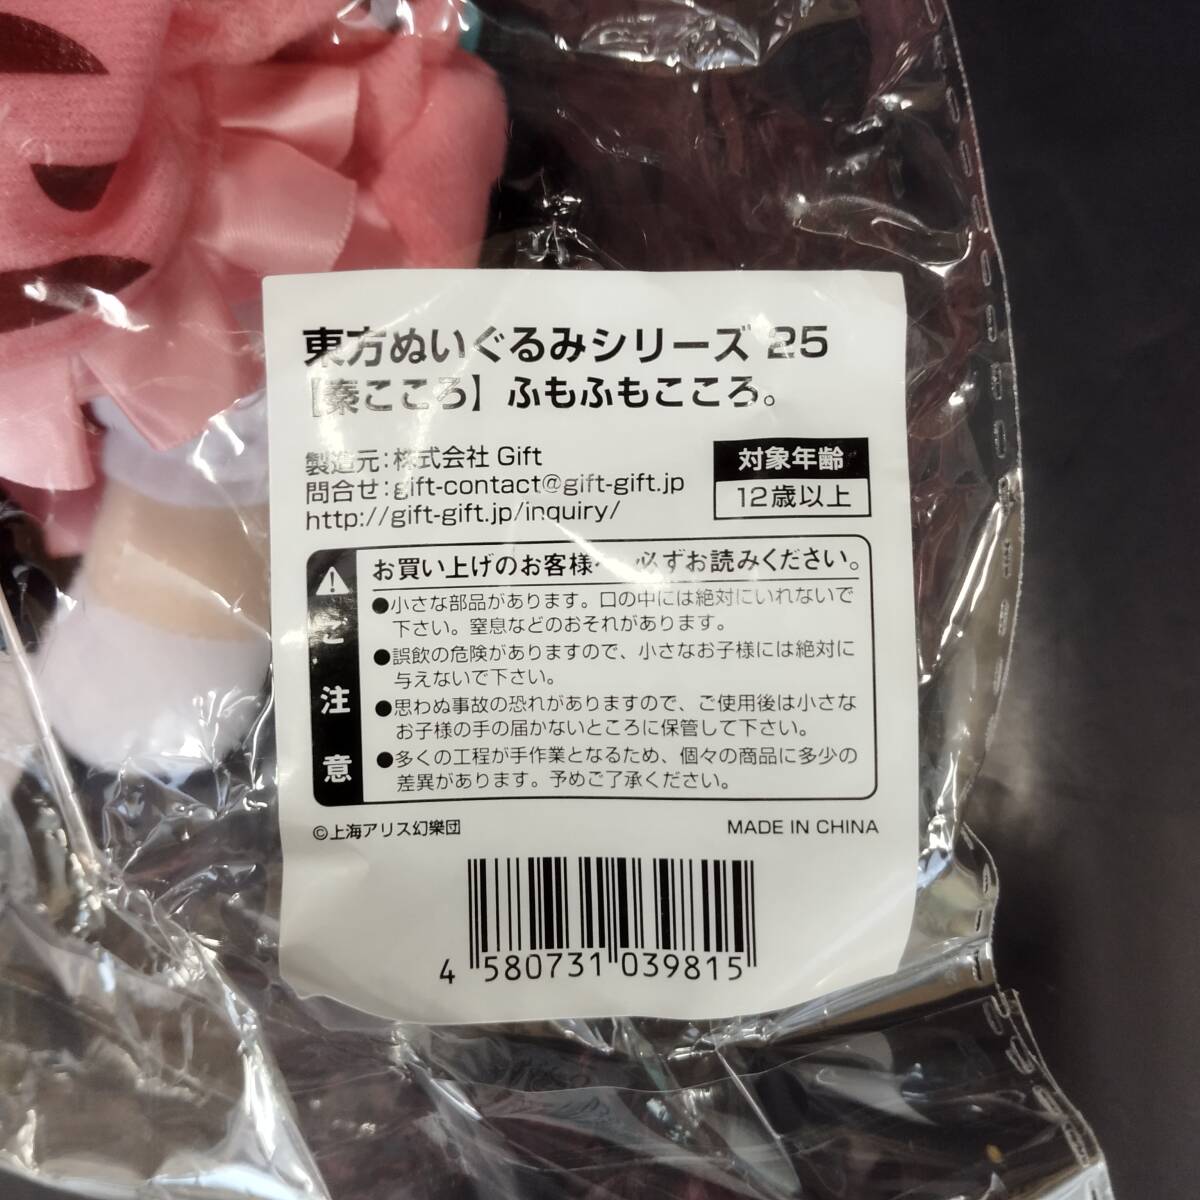 東方ぬいぐるみシリーズ 25
【秦こころ】ふもふもこころ。
製造元:株式会社 Gift
問合せ:gift-contact@gift-gift.jp
http://gift-gift.jp/inquiry/
対象年齢
12歳以上
ご注意
お買い上げのお客様へ 必ずお読みください。
●小さな部品があります。口の中には絶対にいれないで
下さい。窒息などのおそれがあります。
●誤飲の危険がありますので、小さなお子様には絶対に
与えないで下さい。
●思わぬ事故の恐れがありますので、ご使用後は小さな
お子様の手の届かないところに保管して下さい。
●多くの工程が手作業となるため、個々の商品に多少の
差異があります。予めご了承ください。
©上海アリス幻樂団
MADE IN CHINA
4 580731 039815